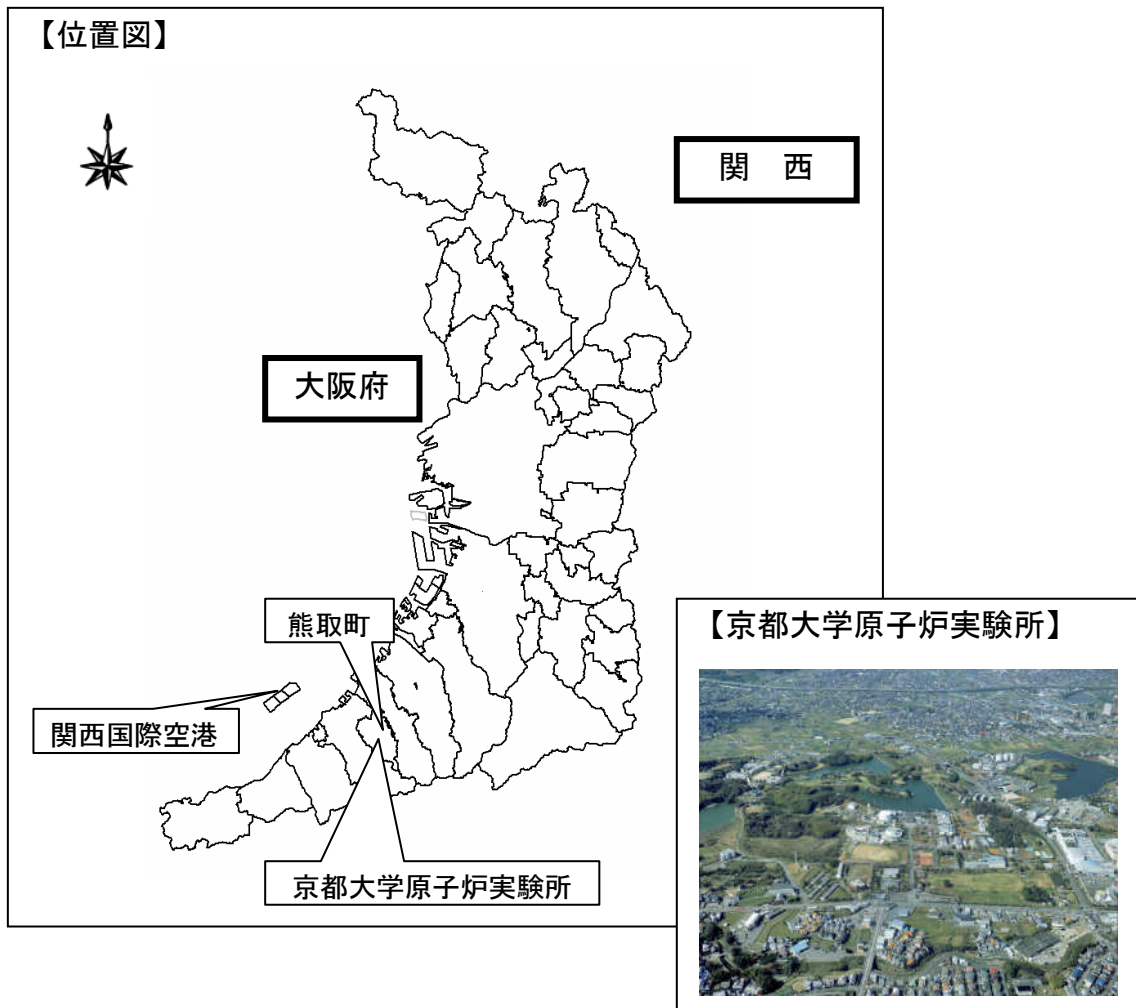 【位置図】
関　西
大阪府
熊取町
関西国際空港
京都大学原子炉実験所
【京都大学原子炉実験所】